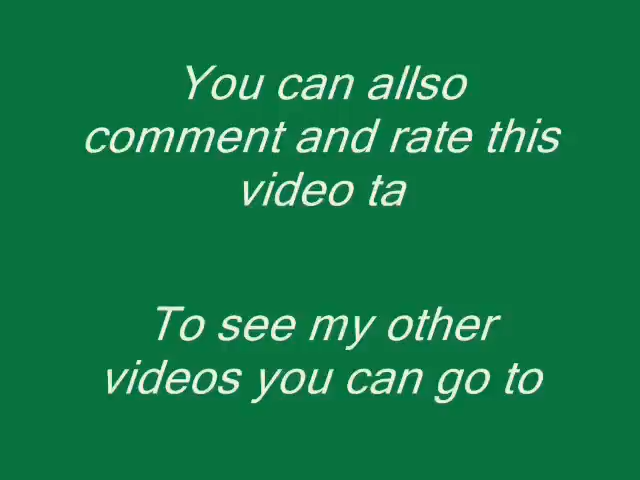 You can allso
comment and rate this
video ta
To see my other
videos you can go to